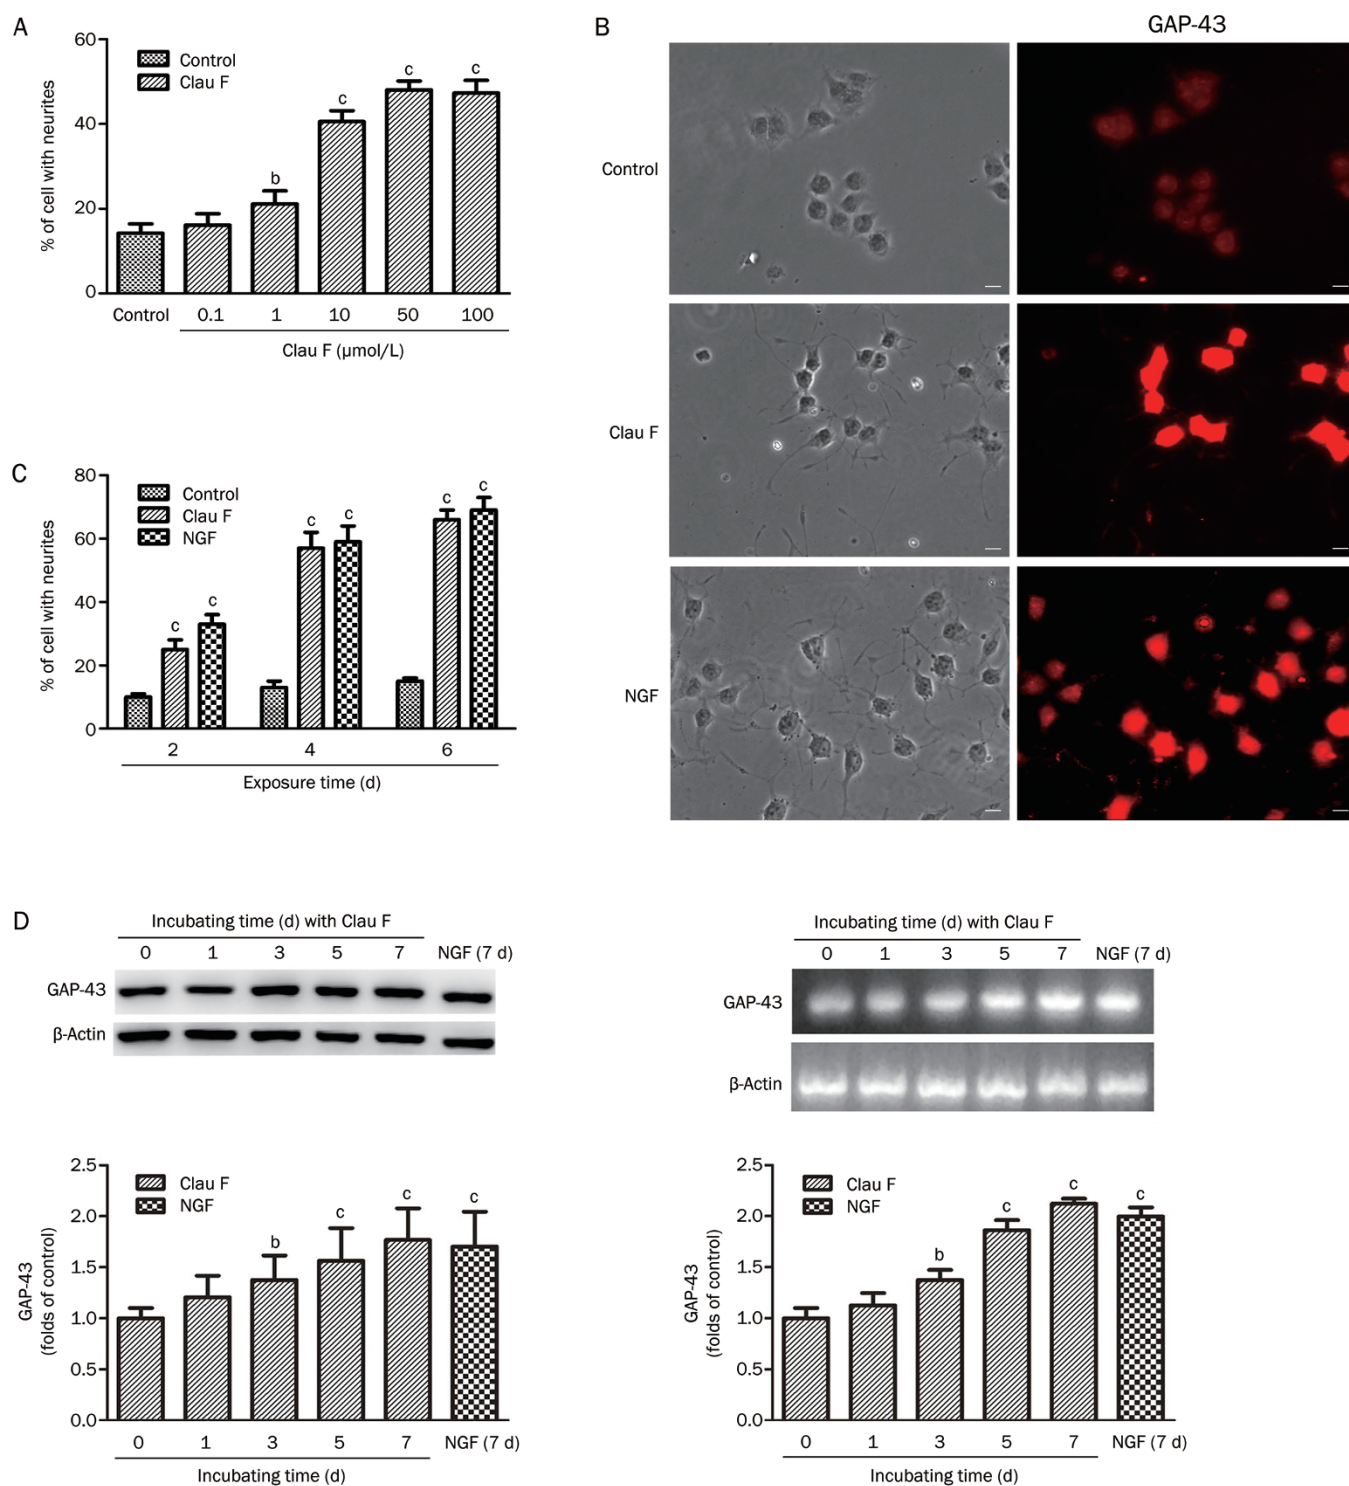 A
60
40
20
0
% of cell with neurites
Control
Clau F
b
c
c
c
Control 0.1 1 10 50 100
Clau F (μmol/L)
B
GAP-43
Control
Clau F
NGF
C
80
60
40
20
0
% of cell with neurites
Control
Clau F
NGF
c
c
c
c
c
c
2 4 6
Exposure time (d)
D
Incubating time (d) with Clau F
0 1 3 5 7 NGF (7 d)
GAP-43
β-Actin
2.5
2.0
1.5
1.0
0.5
0.0
GAP-43
(folds of control)
Clau F
NGF
b
c
c
c
0 1 3 5 7 NGF (7 d)
Incubating time (d)
Incubating time (d) with Clau F
0 1 3 5 7 NGF (7 d)
GAP-43
β-Actin
2.5
2.0
1.5
1.0
0.5
0.0
GAP-43
(folds of control)
Clau F
NGF
b
c
c
c
0 1 3 5 7 NGF (7 d)
Incubating time (d)